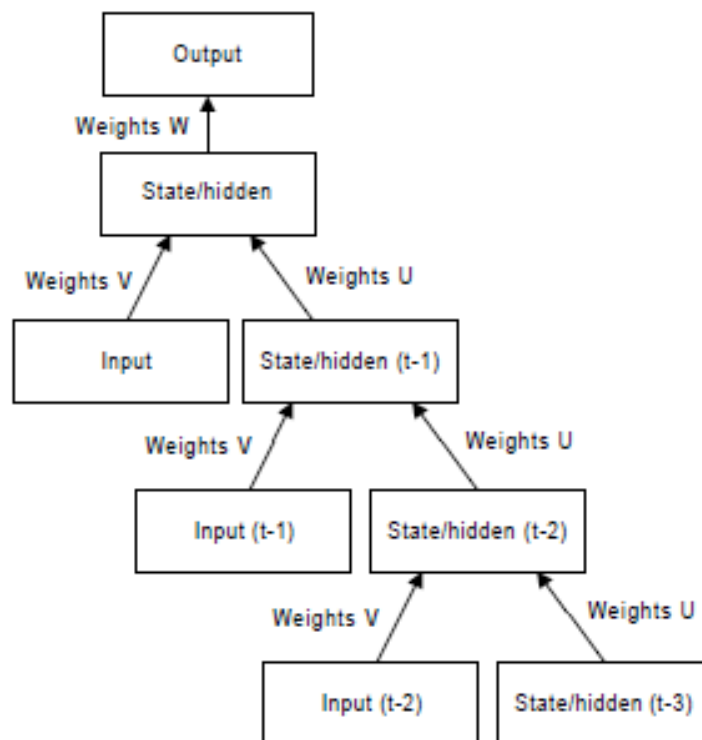 Output
Weights W
State/hidden
Weights V
Weights U
Input
State/hidden (t-1)
Weights V
Weights U
Input (t-1)
State/hidden (t-2)
Weights V
Weights U
Input (t-2)
State/hidden (t-3)